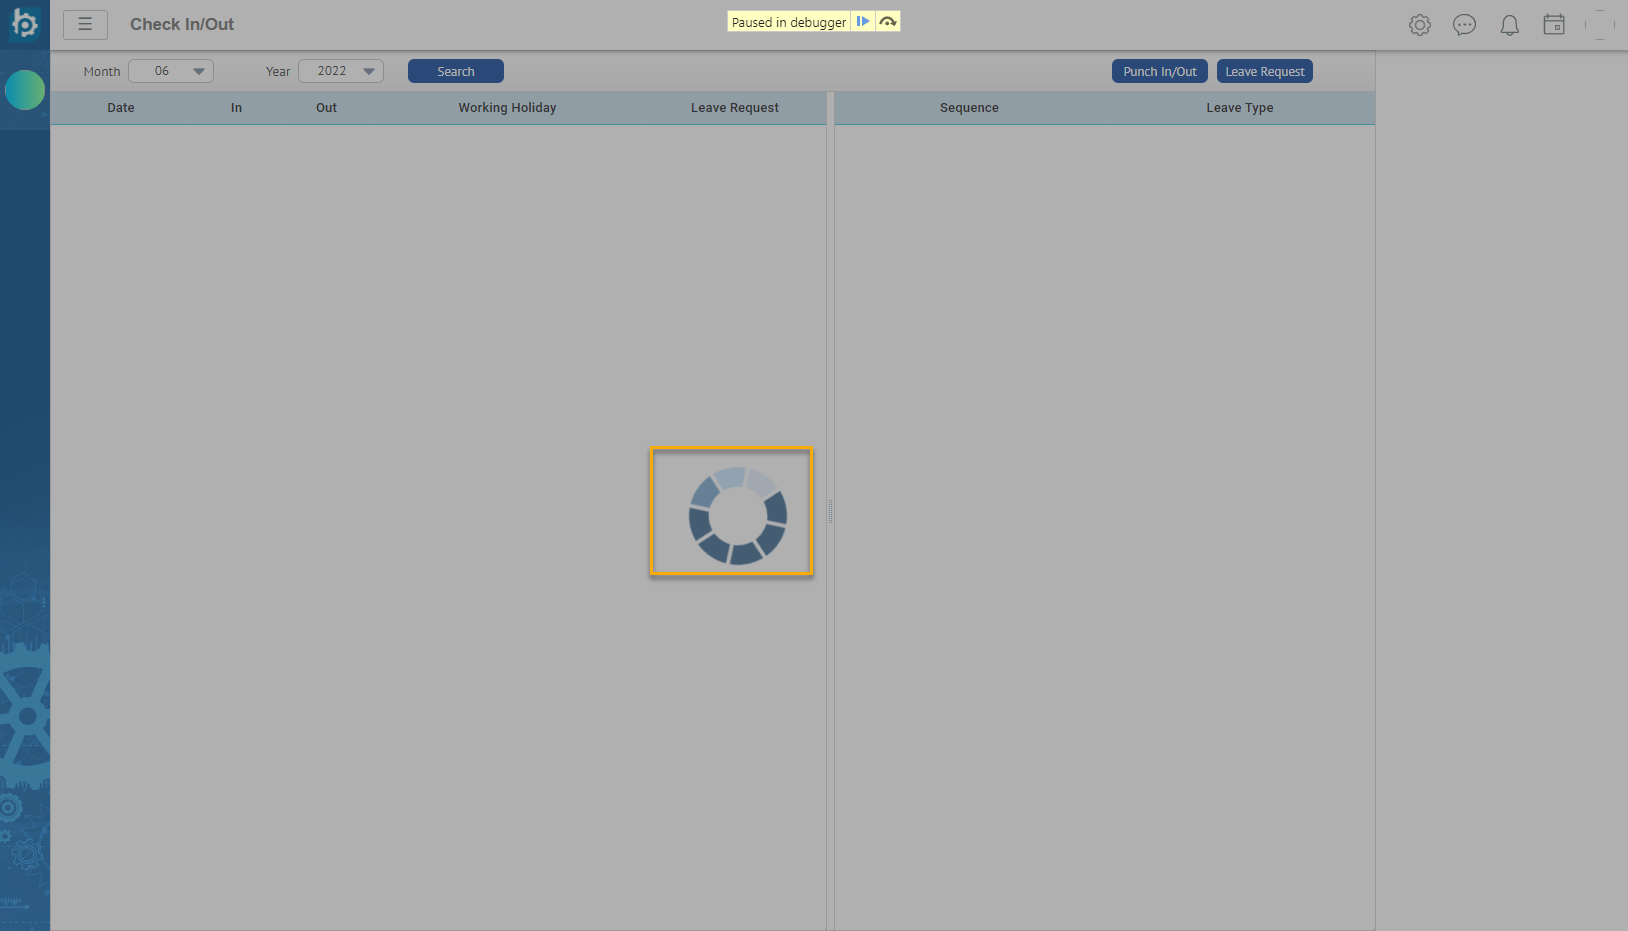 Check In/Out
Paused in debugger
Month 06 Year 2022 Search Punch In/Out Leave Request
Date In Out Working Holiday Leave Request Sequence Leave Type